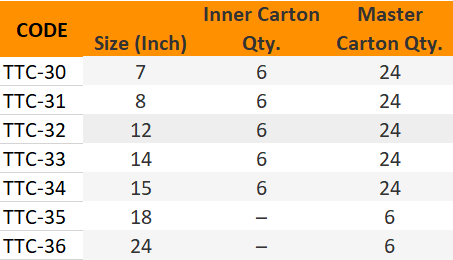 CODE Size (Inch) Inner Carton Qty. Master Carton Qty.
TTC-30 7 6 24
TTC-31 8 6 24
TTC-32 12 6 24
TTC-33 14 6 24
TTC-34 15 6 24
TTC-35 18 – 6
TTC-36 24 – 6